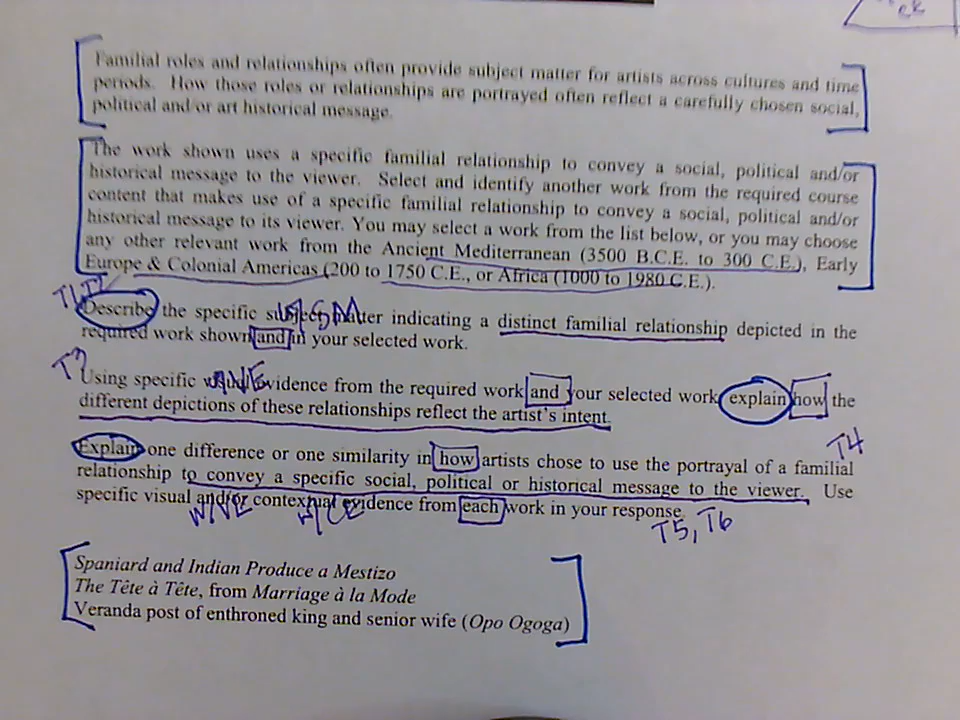 RR
Familial roles and relationships often provide subject matter for artists across cultures and time
periods. How those roles or relationships are portrayed often reflect a carefully chosen social,
political and/or art historical message.
The work shown uses a specific familial relationship to convey a social, political and/or
historical message to the viewer. Select and identify another work from the required course
content that makes use of a specific familial relationship to convey a social, political and/or
historical message to its viewer. You may select a work from the list below, or you may choose
any other relevant work from the Ancient Mediterranean (3500 B.C.E. to 300 C.E.), Early
Europe & Colonial Americas (200 to 1750 C.E., or Africa (1000 to 1980 C.E.).
T1, T2
Describe the specific subject matter indicating a distinct familial relationship depicted in the
required work shown and in your selected work.
T3
Using specific visual evidence from the required work and your selected work explain how the
different depictions of these relationships reflect the artist's intent.
T4
Explain one difference or one similarity in how artists chose to use the portrayal of a familial
relationship to convey a specific social, political or historical message to the viewer. Use
specific visual and/or contextual evidence from each work in your response.
W/VE W/CE T5, T6
Spaniard and Indian Produce a Mestizo
The Tête à Tête, from Marriage à la Mode
Veranda post of enthroned king and senior wife (Opo Ogoga)